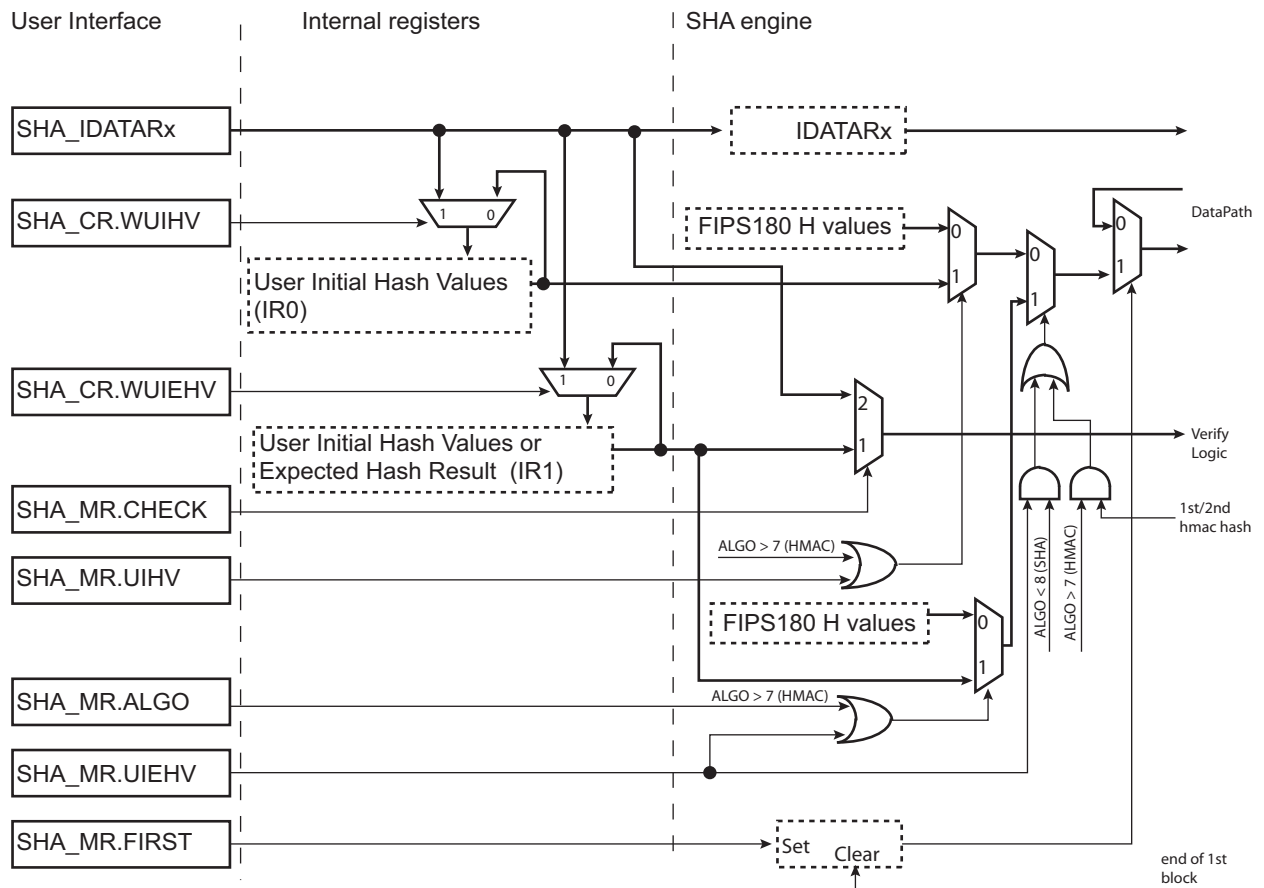 User Interface
Internal registers
SHA engine
SHA_IDATARx
IDATARx
SHA_CR.WUIHV
1
0
FIPS180 H values
0
1
0
1
0
1
DataPath
User Initial Hash Values
(IR0)
SHA_CR.WUIEHV
1
0
2
1
User Initial Hash Values or
Expected Hash Result (IR1)
Verify
Logic
SHA_MR.CHECK
1st/2nd
hmac hash
ALGO > 7 (HMAC)
ALGO < 8 (SHA)
ALGO > 7 (HMAC)
SHA_MR.UIHV
FIPS180 H values
0
1
SHA_MR.ALGO
ALGO > 7 (HMAC)
SHA_MR.UIEHV
SHA_MR.FIRST
Set
Clear
end of 1st
block